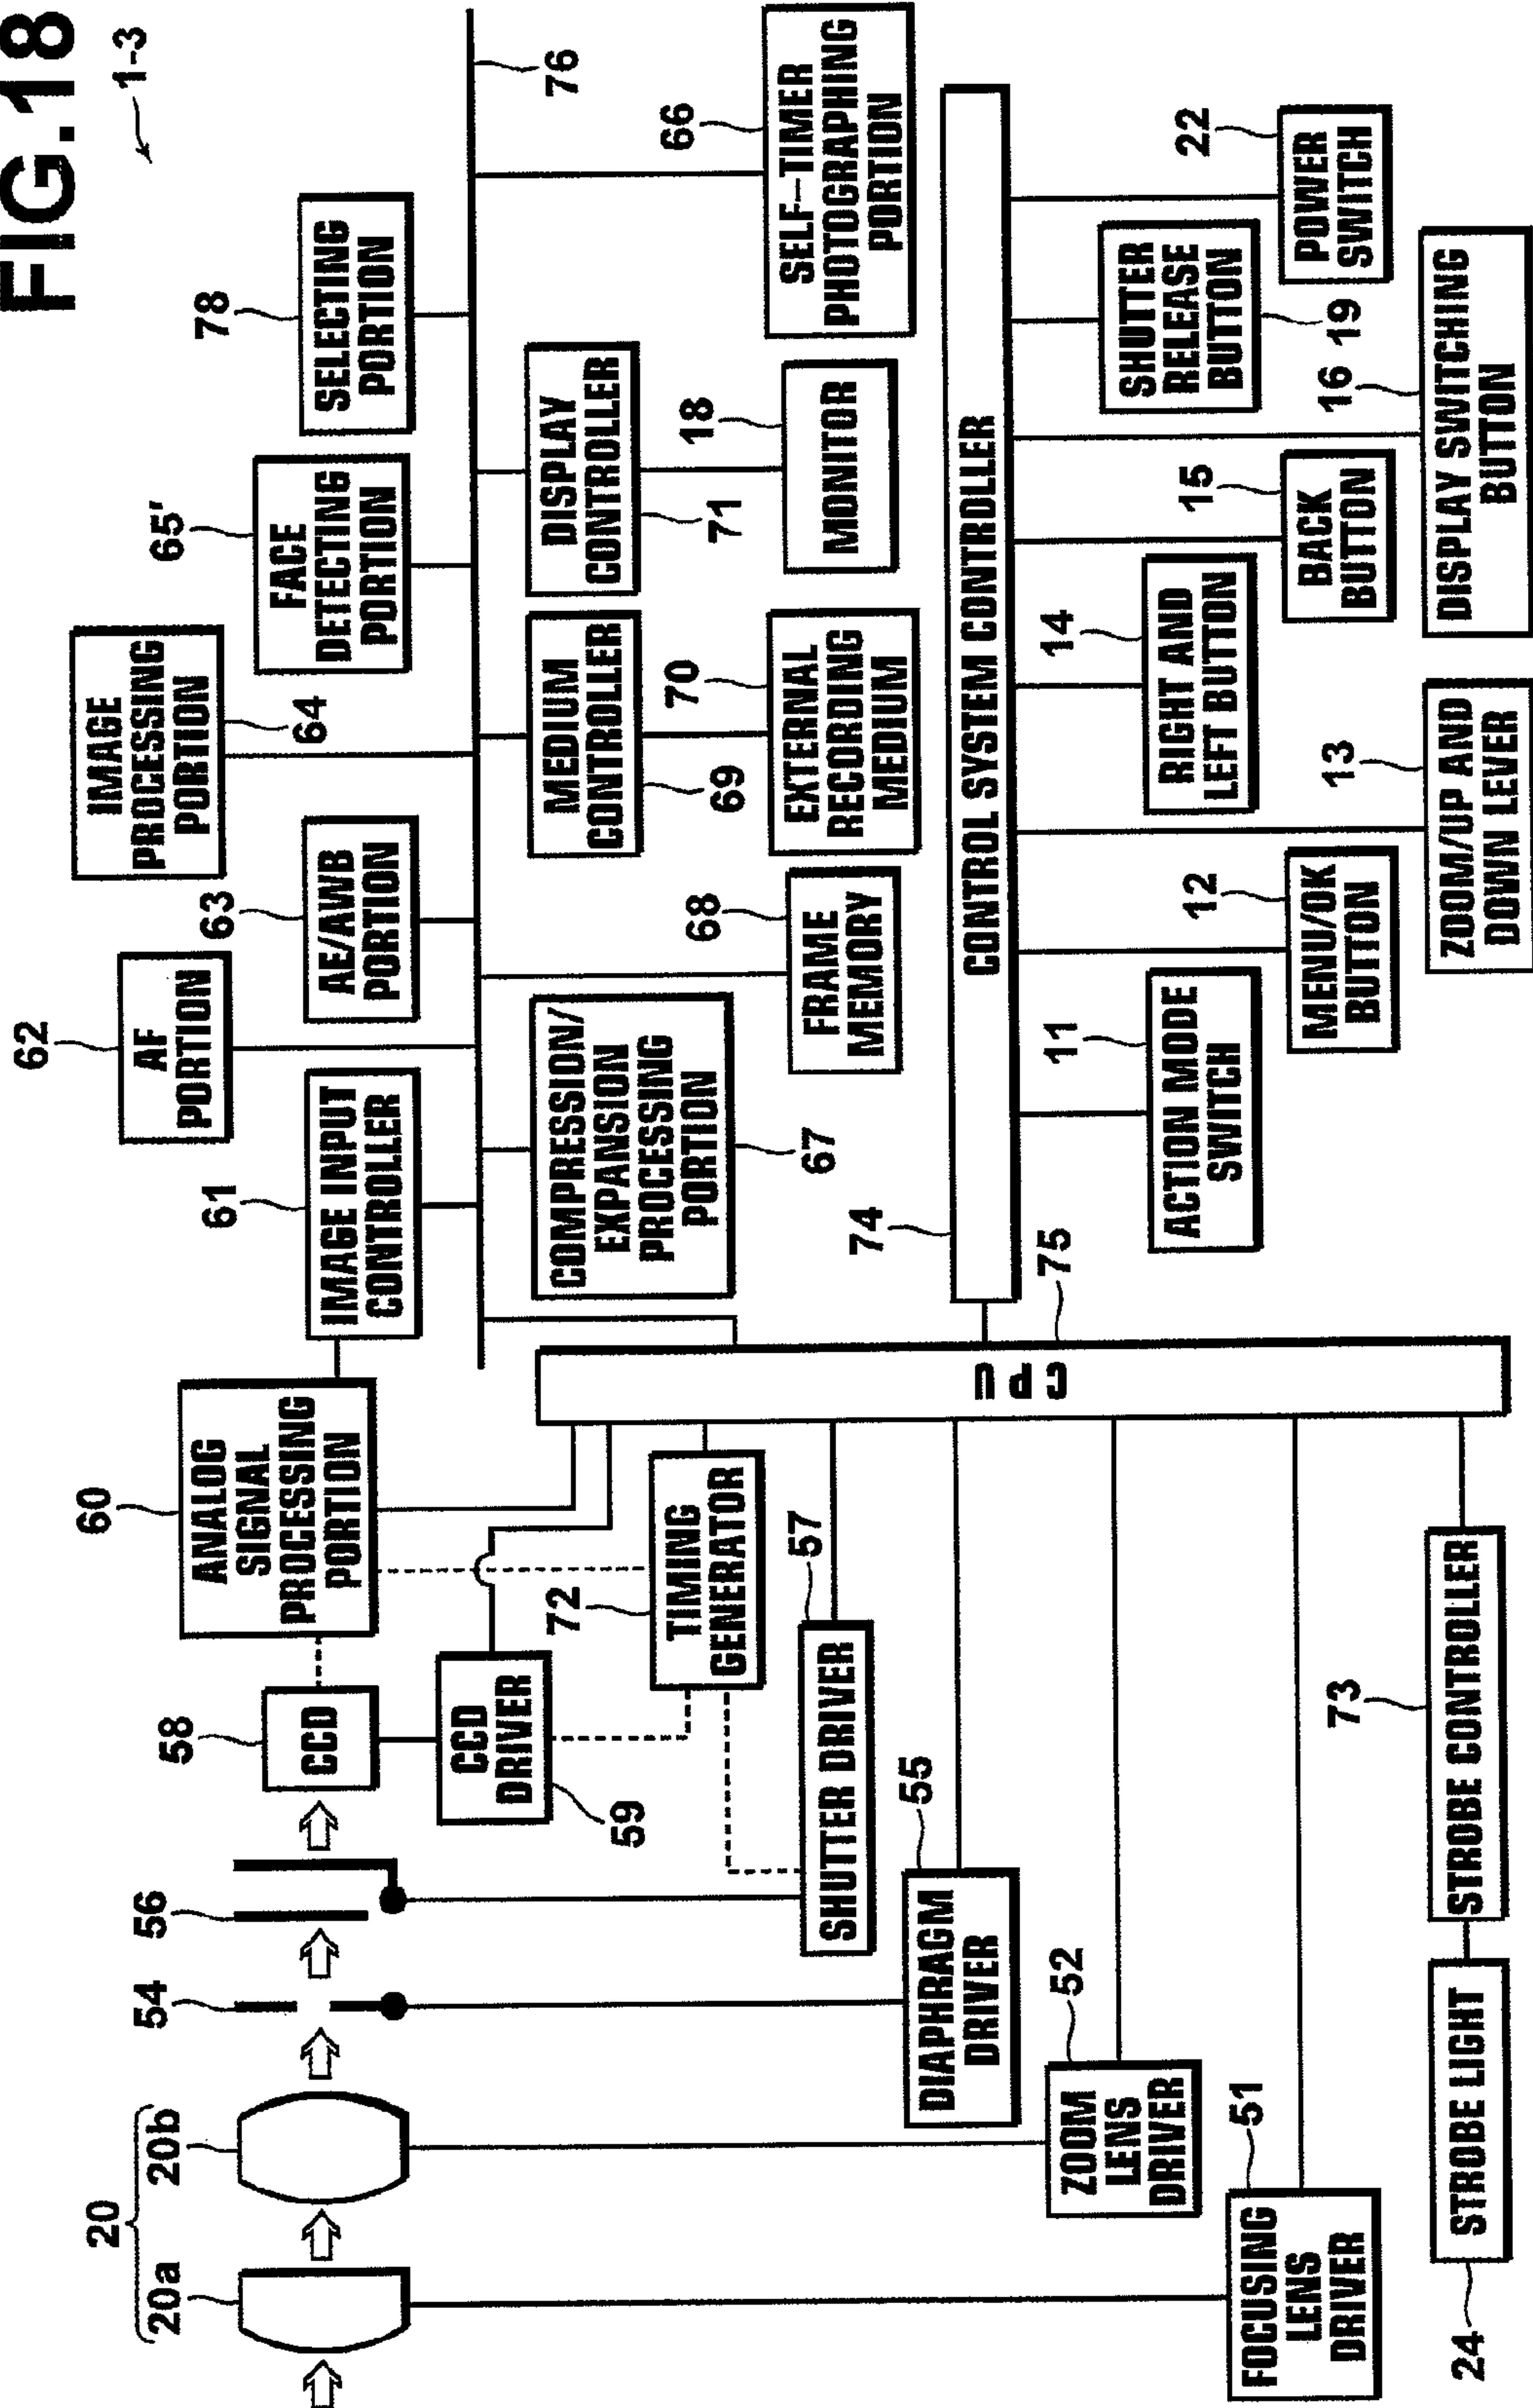 FIG.18
1-3
62
AF
PORTION
64
IMAGE
PROCESSING
PORTION
65'
FACE
DETECTING
PORTION
78
SELECTING
PORTION
61
IMAGE INPUT
CONTROLLER
63
AE/AWB
PORTION
60
ANALOG
SIGNAL
PROCESSING
PORTION
58
CCD
56
54
20
20b
20a
76
59
CCD
DRIVER
72
TIMING
GENERATOR
67
COMPRESSION/
EXPANSION
PROCESSING
PORTION
68
FRAME
MEMORY
69
MEDIUM
CONTROLLER
70
EXTERNAL
RECORDING
MEDIUM
71
DISPLAY
CONTROLLER
18
MONITOR
66
SELF-TIMER
PHOTOGRAPHING
PORTION
57
SHUTTER DRIVER
55
DIAPHRAGM
DRIVER
52
ZOOM
LENS
DRIVER
51
FOCUSING
LENS
DRIVER
24
STROBE LIGHT
73
STROBE CONTROLLER
75
CPU
74
CONTROL SYSTEM CONTROLLER
11
ACTION MODE
SWITCH
12
MENU/OK
BUTTON
13
ZOOM/UP AND
DOWN LEVER
14
RIGHT AND
LEFT BUTTON
15
BACK
BUTTON
16
DISPLAY SWITCHING
BUTTON
19
SHUTTER
RELEASE
BUTTON
22
POWER
SWITCH